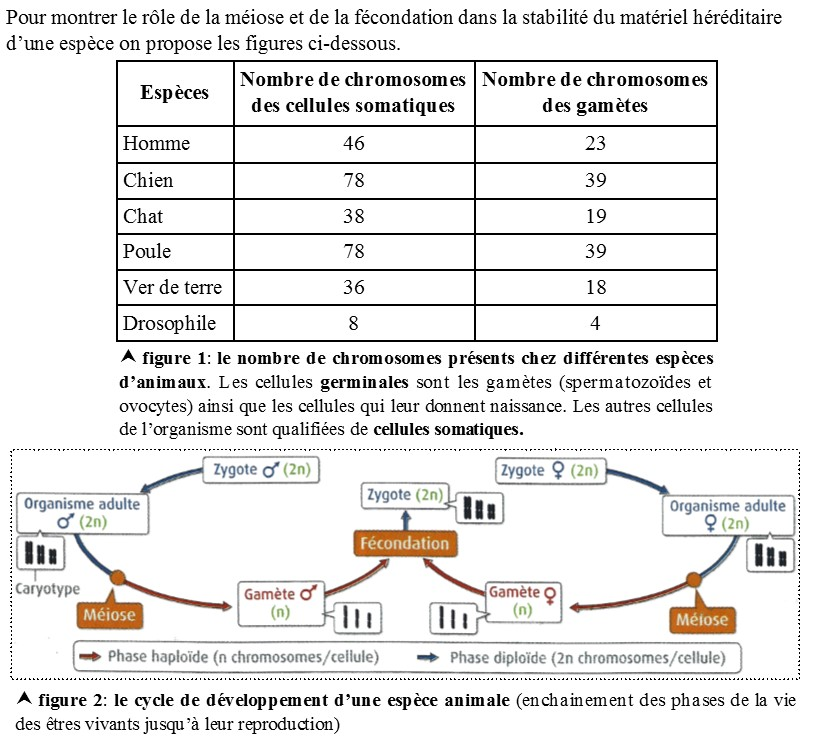 Pour montrer le rôle de la méiose et de la fécondation dans la stabilité du matériel héréditaire
d'une espèce on propose les figures ci-dessous.
Espèces Nombre de chromosomes des cellules somatiques Nombre de chromosomes des gamètes
Homme 46 23
Chien 78 39
Chat 38 19
Poule 78 39
Ver de terre 36 18
Drosophile 8 4
⮝ figure 1: le nombre de chromosomes présents chez différentes espèces
d'animaux. Les cellules germinales sont les gamètes (spermatozoïdes et
ovocytes) ainsi que les cellules qui leur donnent naissance. Les autres cellules
de l'organisme sont qualifiées de cellules somatiques.
Zygote ♂ (2n)
Zygote ♀ (2n)
Organisme adulte
♂ (2n)
Zygote (2n)
Organisme adulte
♀ (2n)
Fécondation
Caryotype
Méiose
Gamète ♂
(n)
Gamète ♀
(n)
Méiose
Phase haploïde (n chromosomes/cellule)
Phase diploïde (2n chromosomes/cellule)
⮝ figure 2: le cycle de développement d'une espèce animale (enchainement des phases de la vie
des êtres vivants jusqu'à leur reproduction)